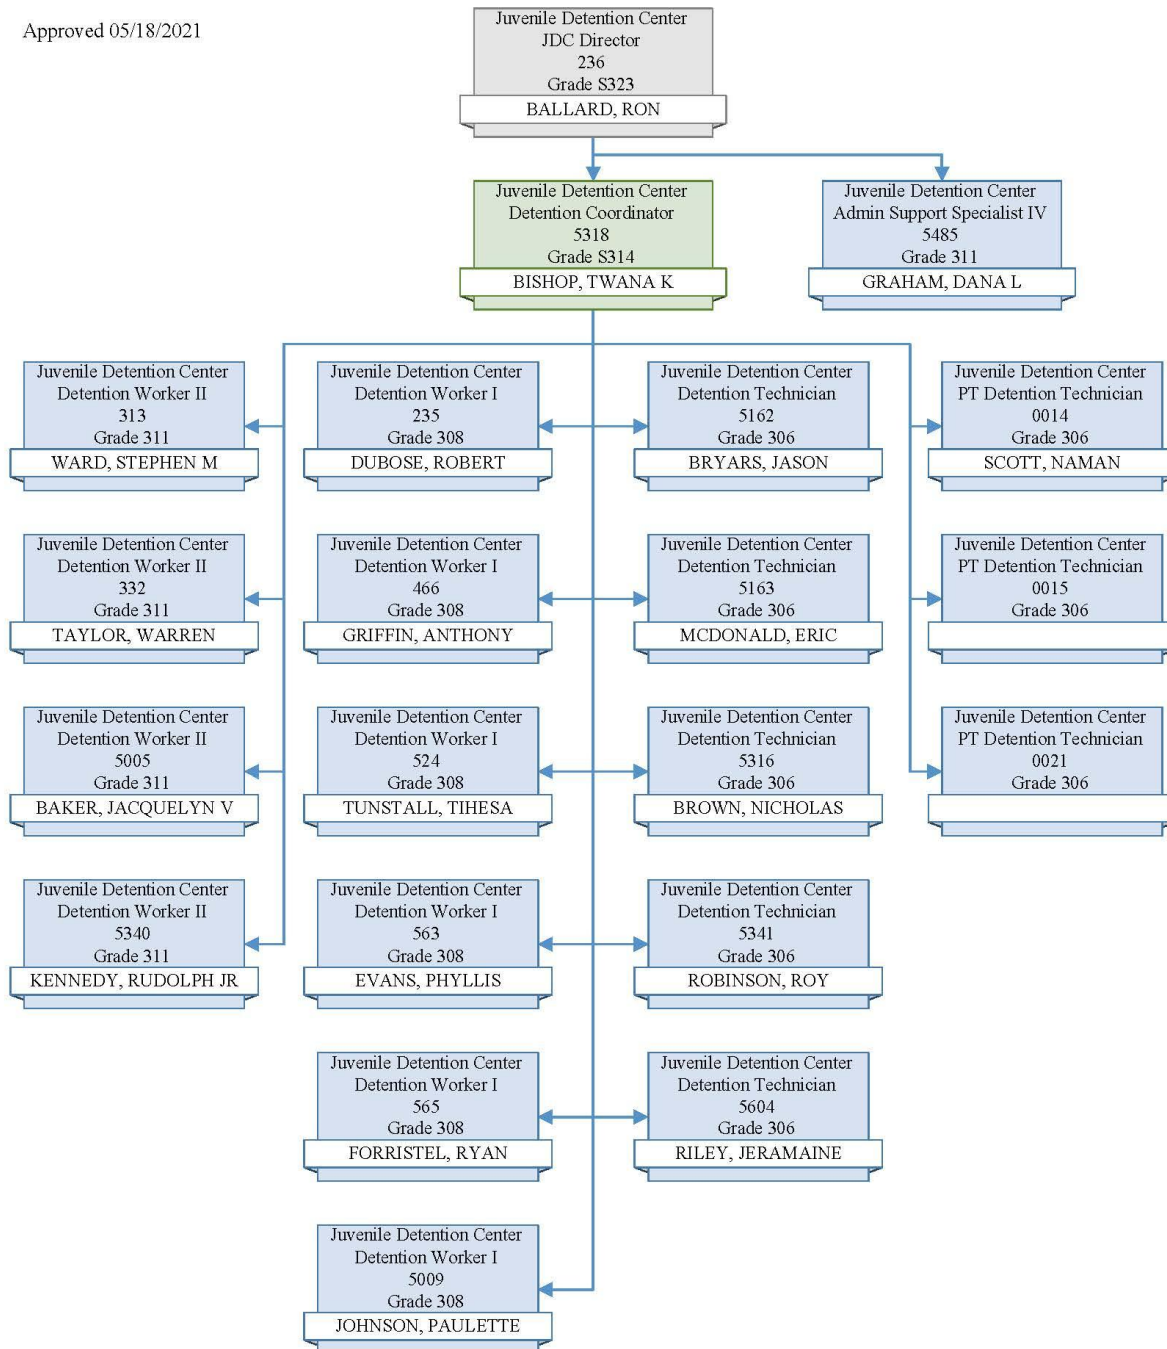 Approved 05/18/2021
Juvenile Detention Center
JDC Director
236
Grade S323
BALLARD, RON
Juvenile Detention Center
Detention Coordinator
5318
Grade S314
BISHOP, TWANA K
Juvenile Detention Center
Admin Support Specialist IV
5485
Grade 311
GRAHAM, DANA L
Juvenile Detention Center
Detention Worker II
313
Grade 311
WARD, STEPHEN M
Juvenile Detention Center
Detention Worker I
235
Grade 308
DUBOSE, ROBERT
Juvenile Detention Center
Detention Technician
5162
Grade 306
BRYARS, JASON
Juvenile Detention Center
PT Detention Technician
0014
Grade 306
SCOTT, NAMAN
Juvenile Detention Center
Detention Worker II
332
Grade 311
TAYLOR, WARREN
Juvenile Detention Center
Detention Worker I
466
Grade 308
GRIFFIN, ANTHONY
Juvenile Detention Center
Detention Technician
5163
Grade 306
MCDONALD, ERIC
Juvenile Detention Center
PT Detention Technician
0015
Grade 306
Juvenile Detention Center
Detention Worker II
5005
Grade 311
BAKER, JACQUELYN V
Juvenile Detention Center
Detention Worker I
524
Grade 308
TUNSTALL, TIHESA
Juvenile Detention Center
Detention Technician
5316
Grade 306
BROWN, NICHOLAS
Juvenile Detention Center
PT Detention Technician
0021
Grade 306
Juvenile Detention Center
Detention Worker II
5340
Grade 311
KENNEDY, RUDOLPH JR
Juvenile Detention Center
Detention Worker I
563
Grade 308
EVANS, PHYLLIS
Juvenile Detention Center
Detention Technician
5341
Grade 306
ROBINSON, ROY
Juvenile Detention Center
Detention Worker I
565
Grade 308
FORRISTEL, RYAN
Juvenile Detention Center
Detention Technician
5604
Grade 306
RILEY, JERAMAINE
Juvenile Detention Center
Detention Worker I
5009
Grade 308
JOHNSON, PAULETTE